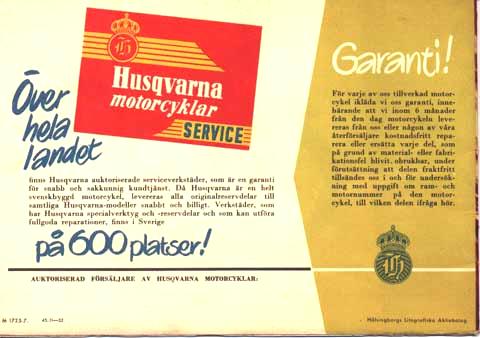 Över
hela
landet
H
Husqvarna
motorcyklar
SERVICE
finns Husqvarna auktoriserade serviceverkstäder, som är en garanti
för snabb och sakkunnig kundtjänst. Då Husqvarna är en helt
svenskbyggd motorcykel, levereras alla originalreservdelar till
samtliga Husqvarna-modeller snabbt och billigt. Verkstäder, som
har Husqvarna specialverktyg och -reservdelar och som kan utföra
fullgoda reparationer, finns i Sverige
på 600 platser!
AUKTORISERAD FÖRSÄLJARE AV HUSQVARNA MOTORCYKLAR:
M 1725-7.
Garanti!
För varje av oss tillverkad motor-
cykel ikläda vi oss garanti, inne-
bärande att vi inom 6 månader
från den dag motorcykeln leve-
reras från oss eller någon av våra
återförsäljare kostnadsfritt repa-
rera eller ersätta varje del, som
på grund av material- eller fabri-
kationsfel blivit obrukbar, under
förutsättning att delen fraktfritt
tillsändes oss i och för undersök-
ning med uppgift om ram- och
motornummer på den motor-
cykel, till vilken delen ifråga hör.
H
Hälsingborgs Litografiska Aktiebolag